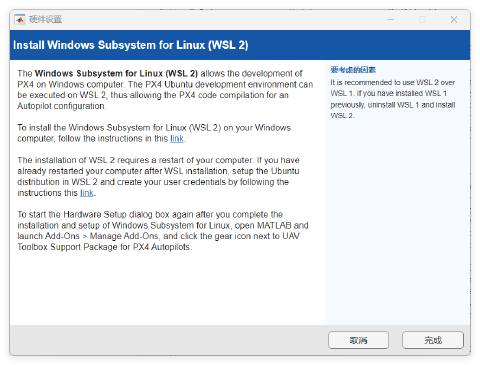 硬件设置
Install Windows Subsystem for Linux (WSL 2)
The Windows Subsystem for Linux (WSL 2) allows the development of
PX4 on Windows computer. The PX4 Ubuntu development environment can
be executed on WSL 2, thus allowing the PX4 code compilation for an
Autopilot configuration.
To install the Windows Subsystem for Linux (WSL 2) on your Windows
computer, follow the instructions in this link.
The installation of WSL 2 requires a restart of your computer. If you have
already restarted your computer after WSL installation, setup the Ubuntu
distribution in WSL 2 and create your user credentials by following the
instructions this link.
To start the Hardware Setup dialog box again after you complete the
installation and setup of Windows Subsystem for Linux, open MATLAB and
launch Add-Ons > Manage Add-Ons, and click the gear icon next to UAV
Toolbox Support Package for PX4 Autopilots.
要考虑的因素
It is recommended to use WSL 2 over
WSL 1. If you have installed WSL 1
previously, uninstall WSL 1 and install
WSL 2.
取消
完成